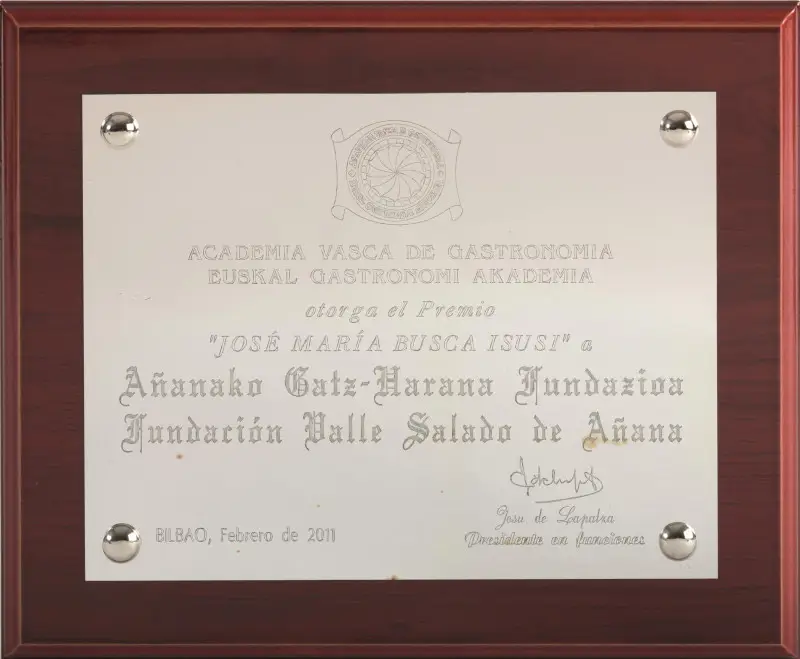 ACADEMIA VASCA DE GASTRONOMIA
EUSKAL GASTRONOMI AKADEMIA
otorga el Premio
"JOSÉ MARÍA BUSCA ISUSI" a
Añanako Gatz-Harana Fundazioa
Fundación Valle Salado de Añana
BILBAO, Febrero de 2011
Josu de Lapatza
Presidente en funciones